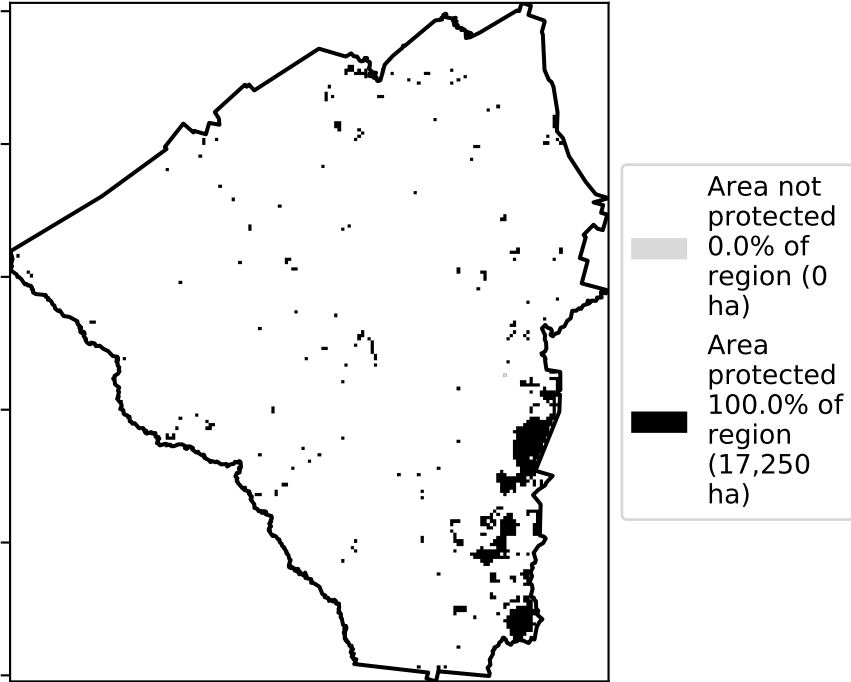 Area not
protected
0.0% of
region (0
ha)
Area
protected
100.0% of
region
(17,250
ha)